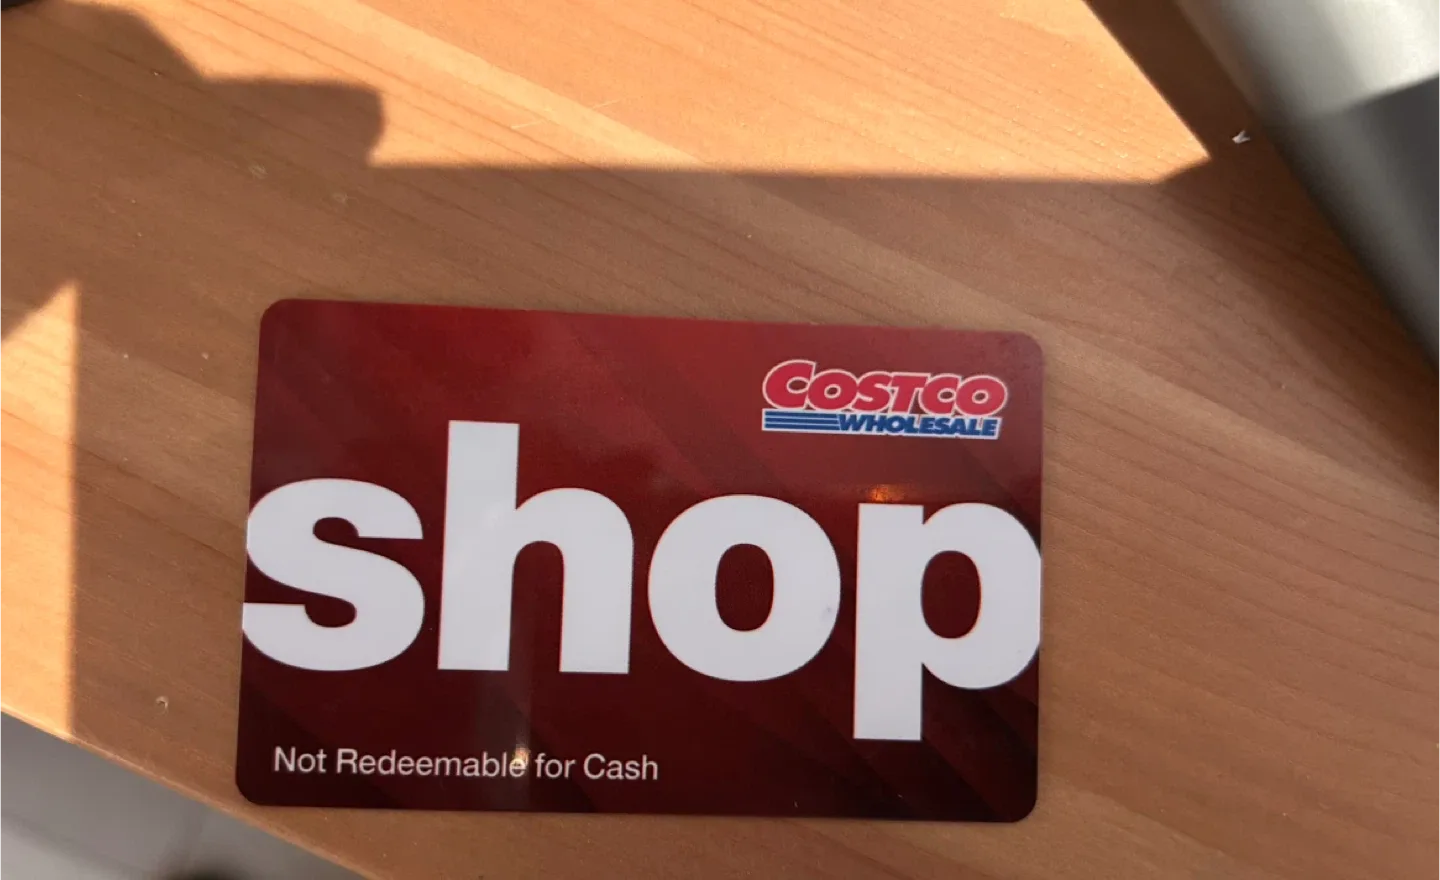 COSTCO
WHOLESALE
shop
Not Redeemable for Cash